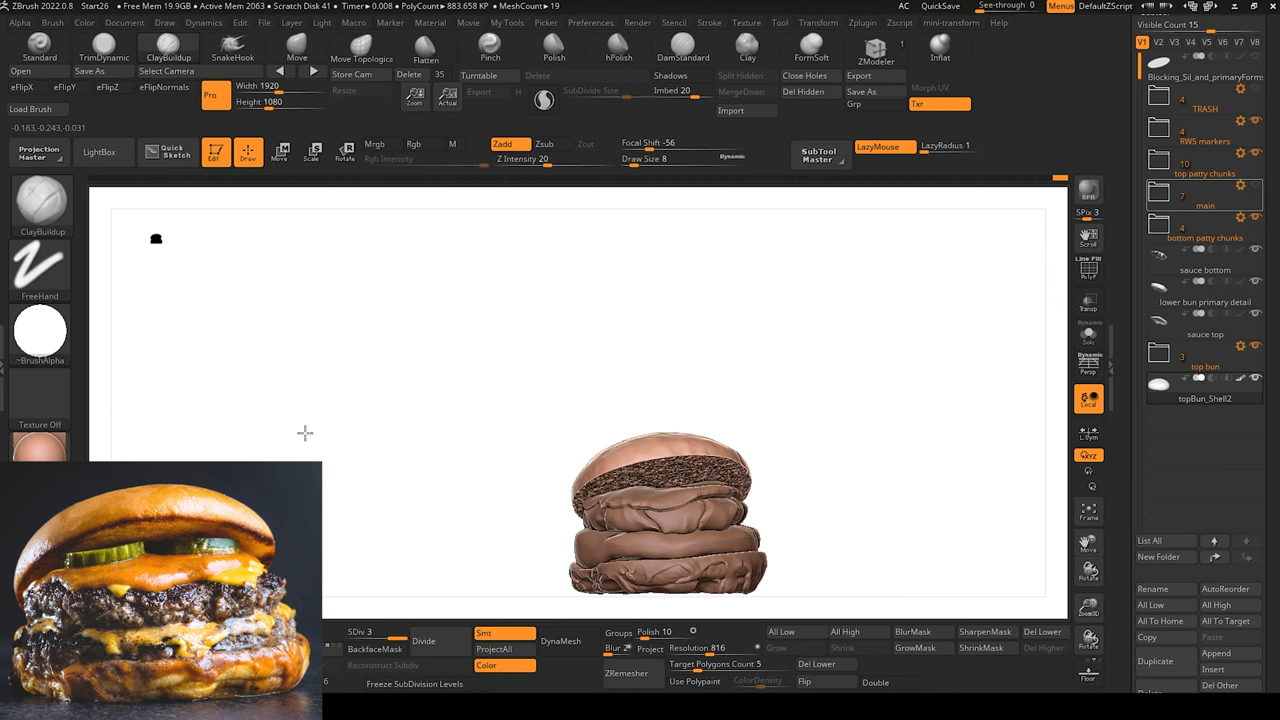 ZBrush 2022.0.8 Start26 • Free Mem 19.9GB • Active Mem 2063 • Scratch Disk 41 • Timer▸0.008 • PolyCount▸883.658 KP • MeshCount▸19
AC QuickSave See-through 0 Menus DefaultZScript
Alpha Brush Color Document Draw Dynamics Edit File Layer Light Macro Marker Material Movie MyTools Picker Preferences Render Stencil Stroke Texture Tool Transform Zplugin Zscript mini-transform Help
Visible Count 15
V1 V2 V3 V4 V5 V6 V7 V8
Standard TrimDynamic ClayBuildup SnakeHook Move Move Topologica Flatten Pinch Polish hPolish DamStandard Clay FormSoft ZModeler 1 Inflat
Open Save As Select Camera Store Cam Delete 35 Turntable Delete Shadows Split Hidden Close Holes Export Morph UV
eFlipX eFlipY eFlipZ eFlipNormals Pro Width 1920 Resize Export H SubDivide Size Imbed 20 MergeDown Del Hidden Save As
Load Brush Height 1080 Zoom Actual Import Grp Txr
-0.183,-0.243,-0.031
Projection Master LightBox Quick Sketch Edit Draw Move Scale Rotate Mrgb Rgb M Zadd Zsub Zcut Focal Shift -56 SubTool Master LazyMouse LazyRadius 1
Rgb Intensity Z Intensity 20 Draw Size 8 Dynamic
ClayBuildup
FreeHand
~BrushAlpha
Texture Off
BPR
SPix 3
Scroll
Line Fill
PolyF
Transp
Dynamic
Solo
Dynamic
Persp
Local
L.Sym
XYZ
Frame
Move
Rotate
Zoom3D
Rotate
Floor
Blocking_Sil_and_primaryForms
4
TRASH
4
RWS markers
10
top patty chunks
7
main
4
bottom patty chunks
sauce bottom
lower bun primary detail
sauce top
3
top bun
topBun_Shell2
List All
New Folder
Rename AutoReorder
All Low All High
All To Home All To Target
Copy Paste
Duplicate Append
Insert
Del Other
SDiv 3 Divide Smt DynaMesh Groups Polish 10 All Low All High BlurMask SharpenMask Del Lower
BackfaceMask ProjectAll Blur 2 Project Resolution 816 Grow Shrink GrowMask ShrinkMask Del Higher
Reconstruct Subdiv Color ZRemesher Target Polygons Count 5 Del Lower
6 Freeze SubDivision Levels Use Polypaint ColorDensity Flip Double